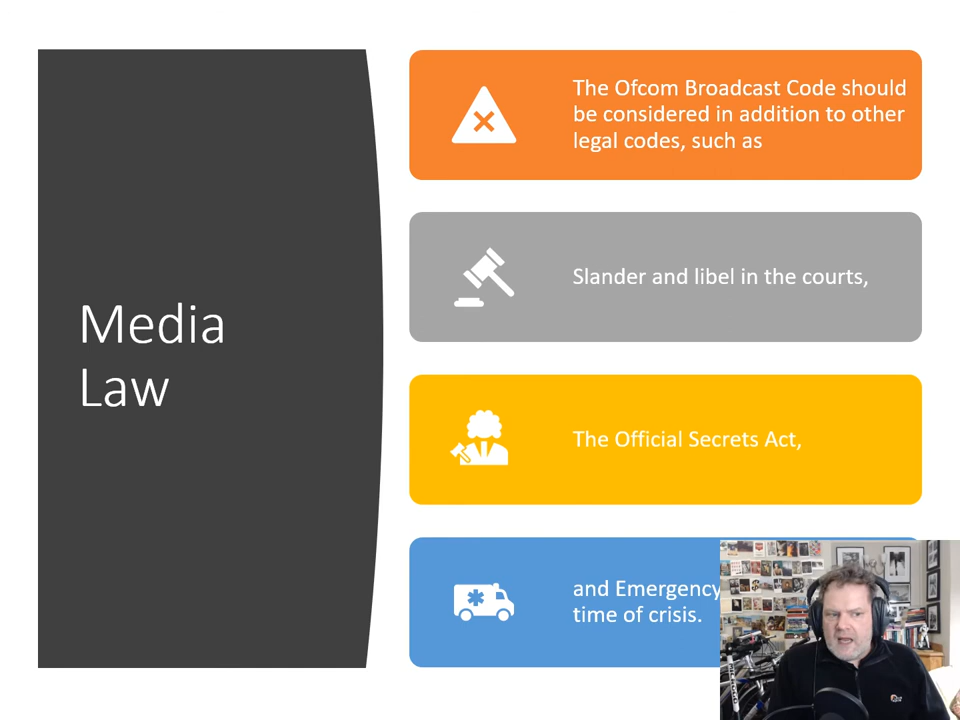 Media
Law
The Ofcom Broadcast Code should
be considered in addition to other
legal codes, such as
Slander and libel in the courts,
The Official Secrets Act,
and Emergency
time of crisis.